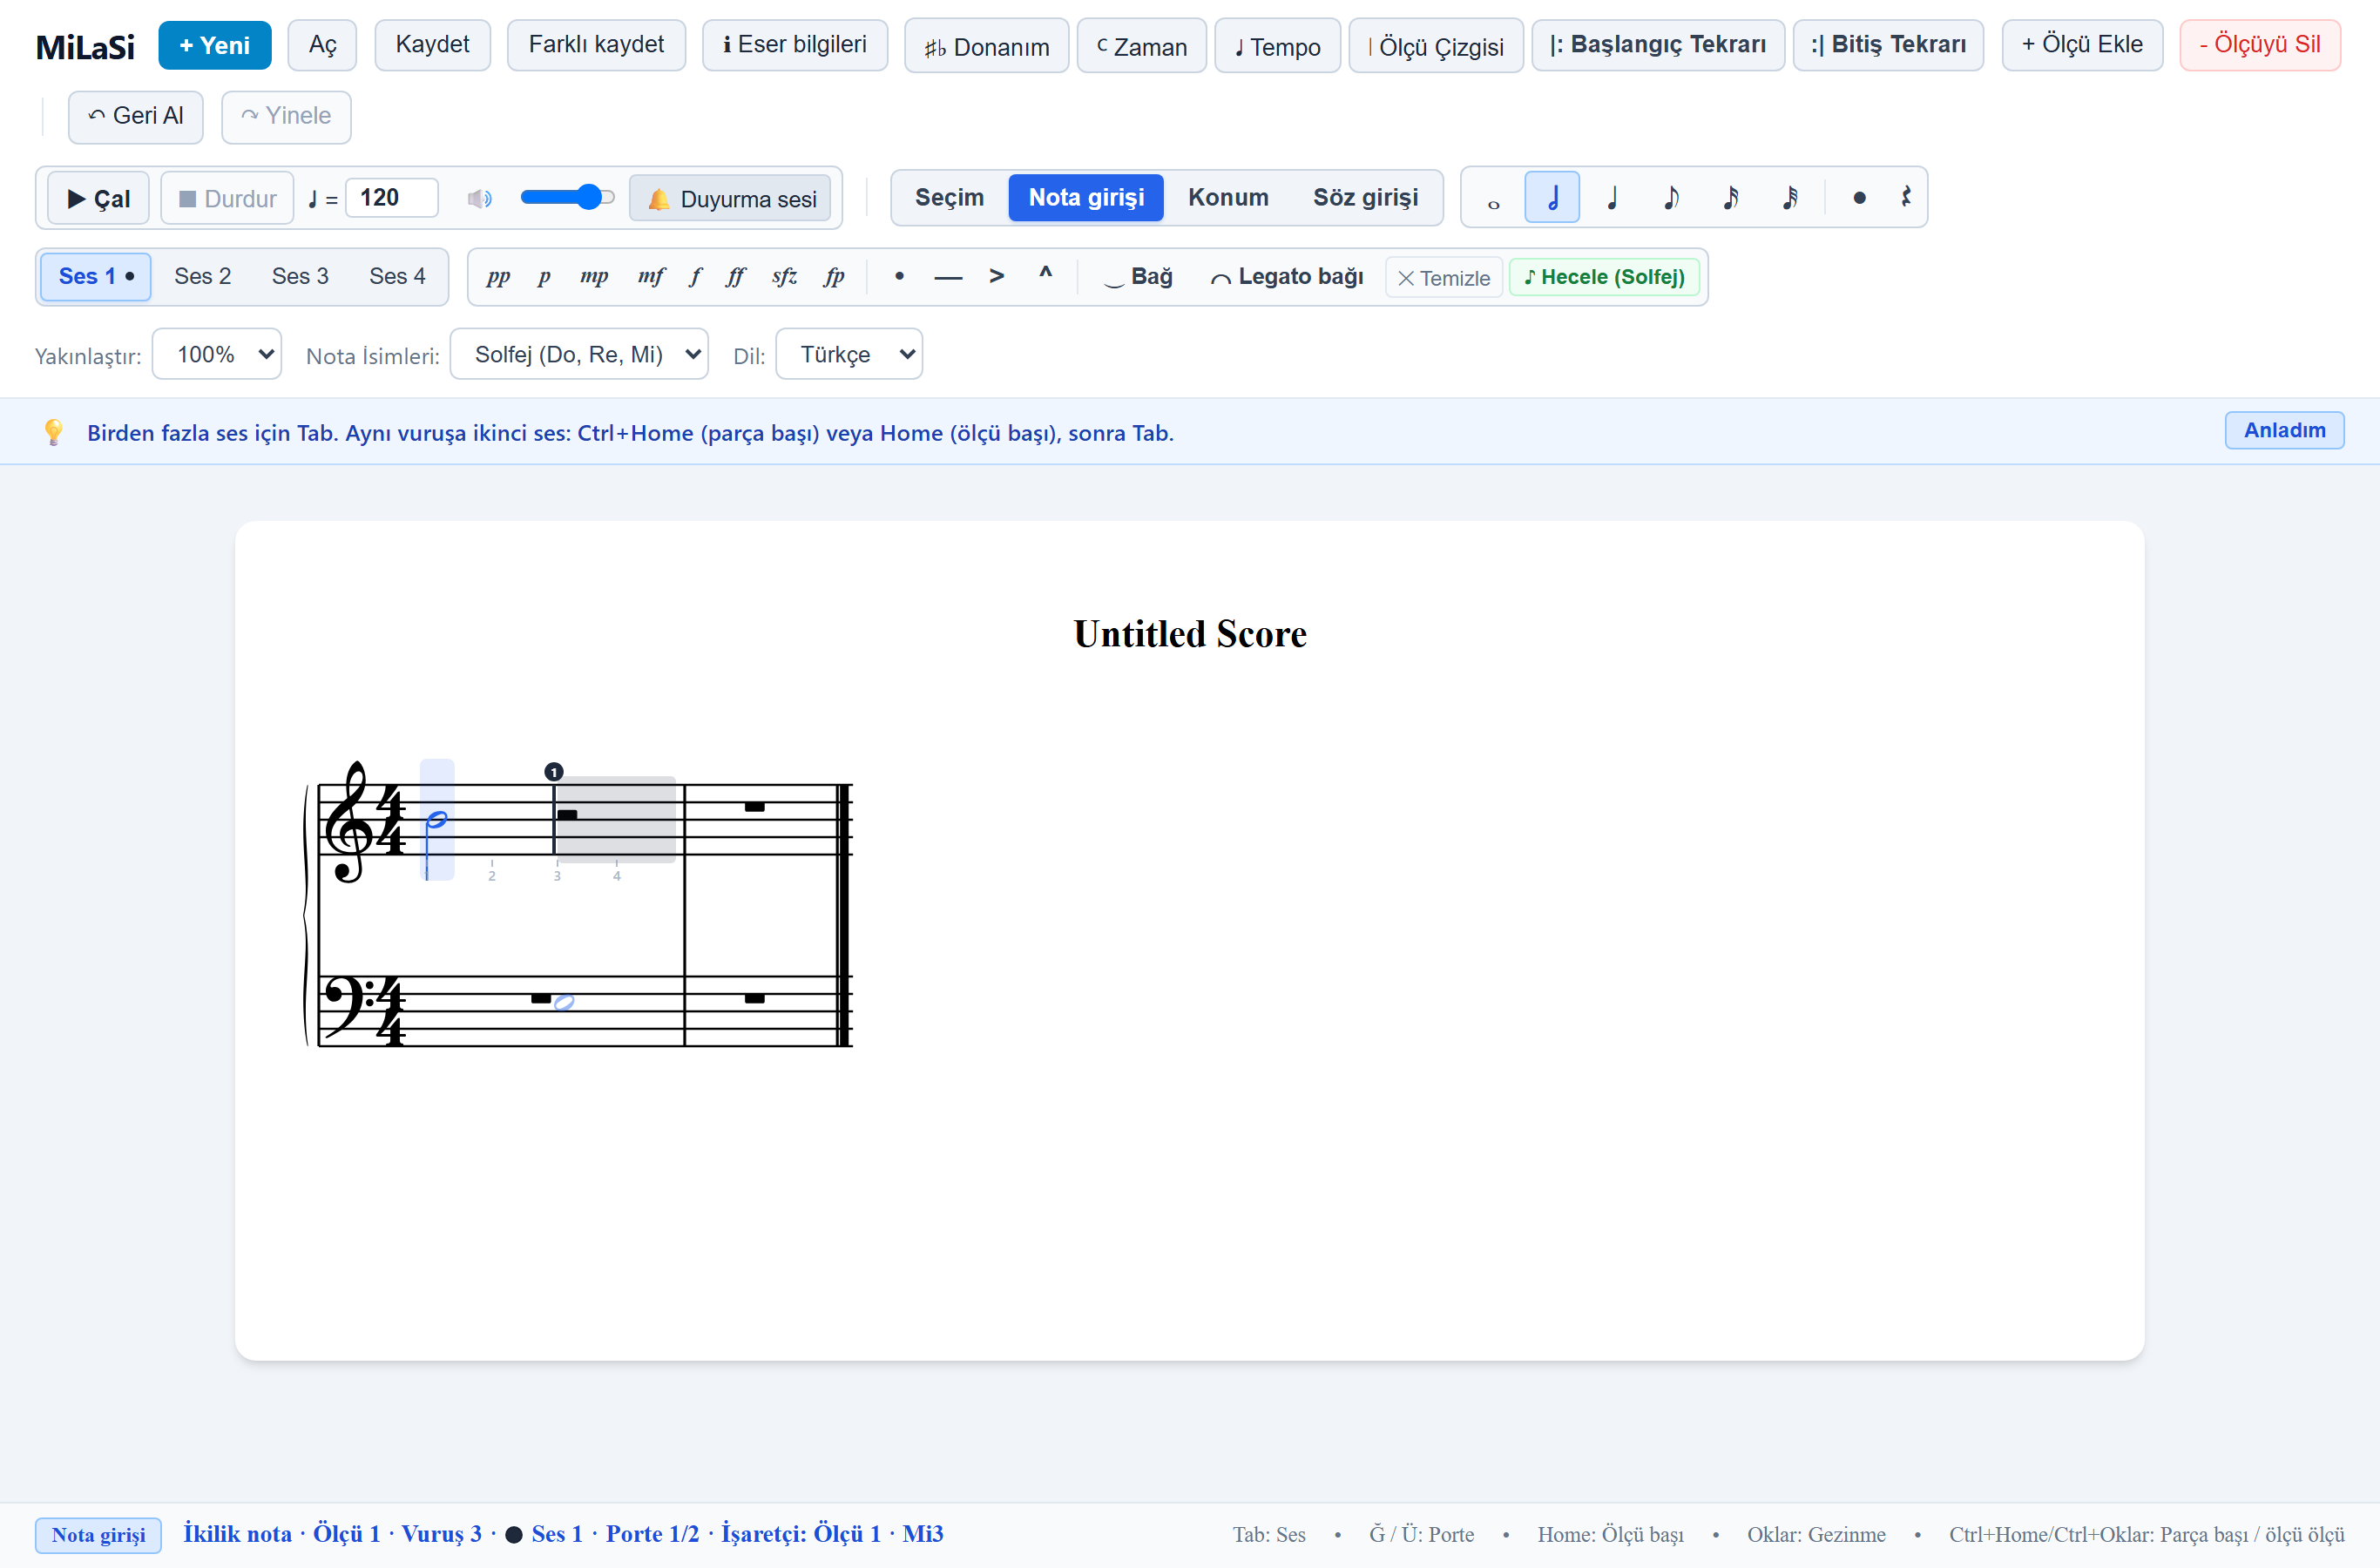 MiLaSi + Yeni Aç Kaydet Farklı kaydet ℹ Eser bilgileri ♯♭ Donanım C Zaman ♩ Tempo | Ölçü Çizgisi |: Başlangıç Tekrarı :| Bitiş Tekrarı + Ölçü Ekle - Ölçüyü Sil
↶ Geri Al ↷ Yinele
▶ Çal ■ Durdur ♩ = 120 🔊 🔔 Duyurma sesi Seçim Nota girişi Konum Söz girişi
Ses 1 ● Ses 2 Ses 3 Ses 4 pp p mp mf f ff sfz fp • — > ^ ‿ Bağ ⌒ Legato bağı ✕ Temizle ♪ Hecele (Solfej)
Yakınlaştır: 100% Nota İsimleri: Solfej (Do, Re, Mi) Dil: Türkçe
💡 Birden fazla ses için Tab. Aynı vuruşa ikinci ses: Ctrl+Home (parça başı) veya Home (ölçü başı), sonra Tab. Anladım
Untitled Score
1
4
4
2 3 4
4
4
Nota girişi İkilik nota · Ölçü 1 · Vuruş 3 · ● Ses 1 · Porte 1/2 · İşaretçi: Ölçü 1 · Mi3 Tab: Ses • Ğ / Ü: Porte • Home: Ölçü başı • Oklar: Gezinme • Ctrl+Home/Ctrl+Oklar: Parça başı / ölçü ölçü